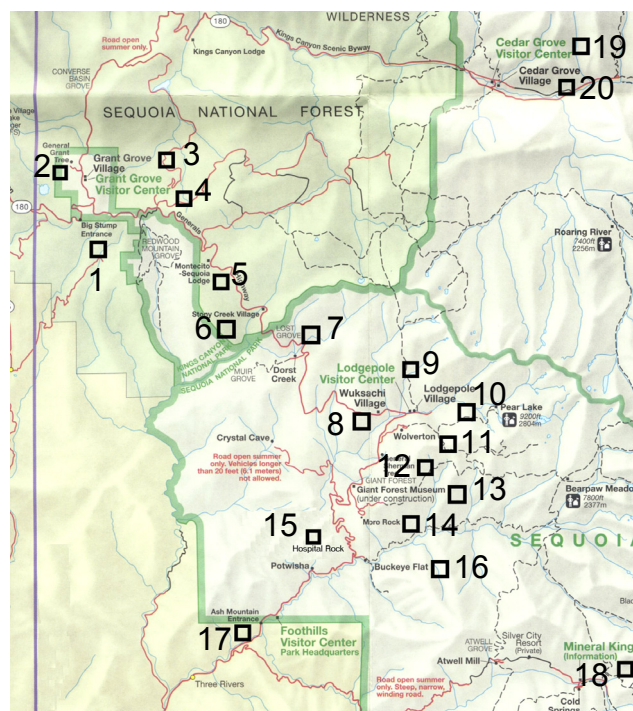 WILDERNESS
180
Kings Canyon Scenic Byway
Road open
summer only.
Kings Canyon Lodge
Cedar Grove
Visitor Center
19
Cedar Grove
Village
20
CONVERSE
BASIN
GROVE
SEQUOIA NATIONAL FOREST
Village
General
Grant
Tree
2
Grant Grove
Village
3
Grant Grove
Visitor Center
4
180
Big Stump
Entrance
Generals
1
REDWOOD
MOUNTAIN
GROVE
Roaring River
7400ft
2256m
Montecito
-Sequoia
Lodge
5
Stony Creek Village
6
LOST
GROVE
7
KINGS CANYON
NATIONAL PARK
SEQUOIA NATIONAL PARK
MUIR
GROVE
Dorst
Creek
Lodgepole
Visitor Center
9
Wuksachi
Village
Lodgepole
Village
10
Pear Lake
9200ft
2804m
8
Wolverton
11
Crystal Cave
Sherman
12
Road open summer
only. Vehicles longer
than 20 feet (6.1 meters)
not allowed.
GIANT FOREST
Giant Forest Museum
(under construction)
13
Bearpaw Meadow
7800ft
2377m
Moro Rock
14
15
Hospital Rock
SEQUOIA
Potwisha
Buckeye Flat
16
Ash Mountain
Entrance
17
Foothills
Visitor Center
Park Headquarters
ATWELL
GROVE
Silver City
Resort
(Private)
Atwell Mill
Mineral King
(Information)
18
Three Rivers
Road open summer
only. Steep, narrow,
winding road.
Cold
Springs